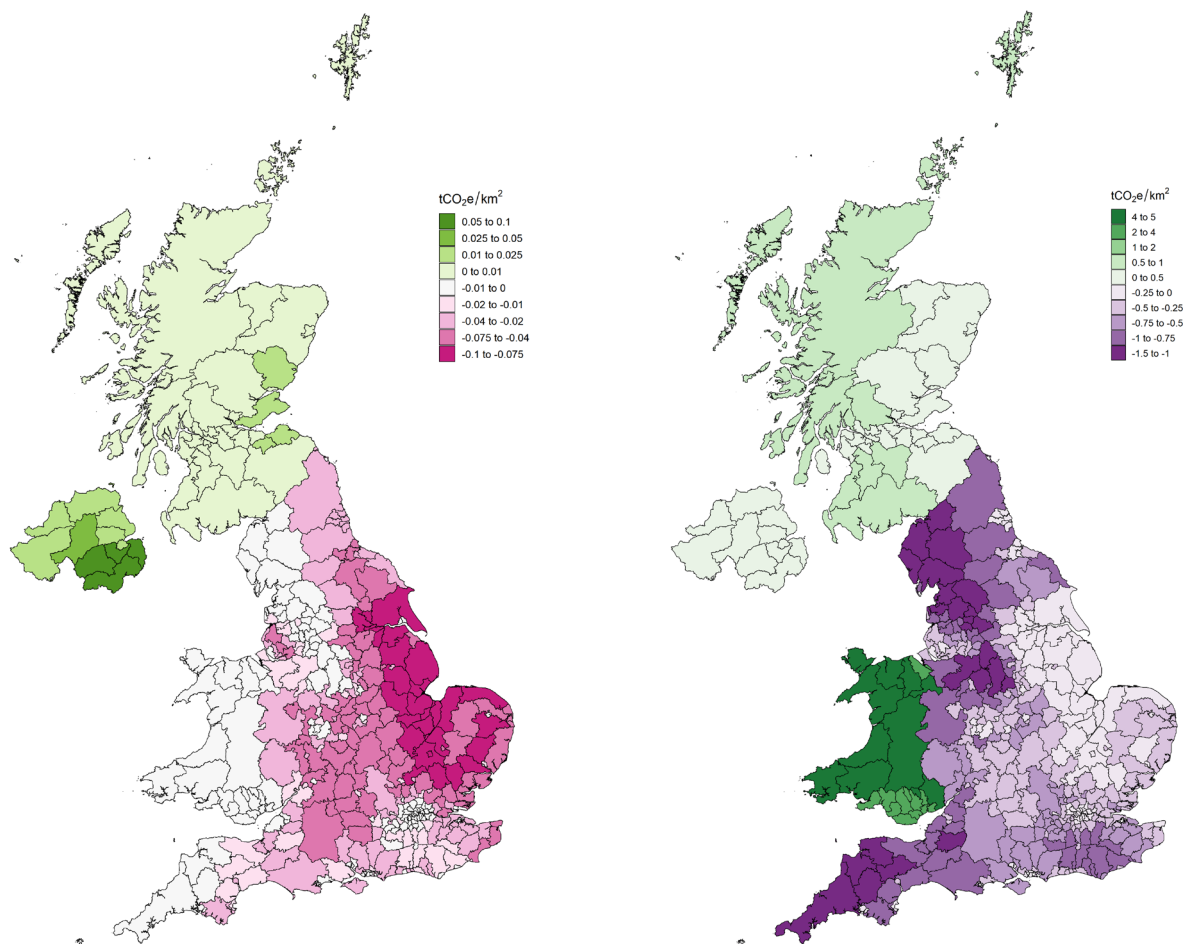 tCO₂e/km²
0.05 to 0.1
0.025 to 0.05
0.01 to 0.025
0 to 0.01
-0.01 to 0
-0.02 to -0.01
-0.04 to -0.02
-0.075 to -0.04
-0.1 to -0.075
tCO₂e/km²
4 to 5
2 to 4
1 to 2
0.5 to 1
0 to 0.5
-0.25 to 0
-0.5 to -0.25
-0.75 to -0.5
-1 to -0.75
-1.5 to -1